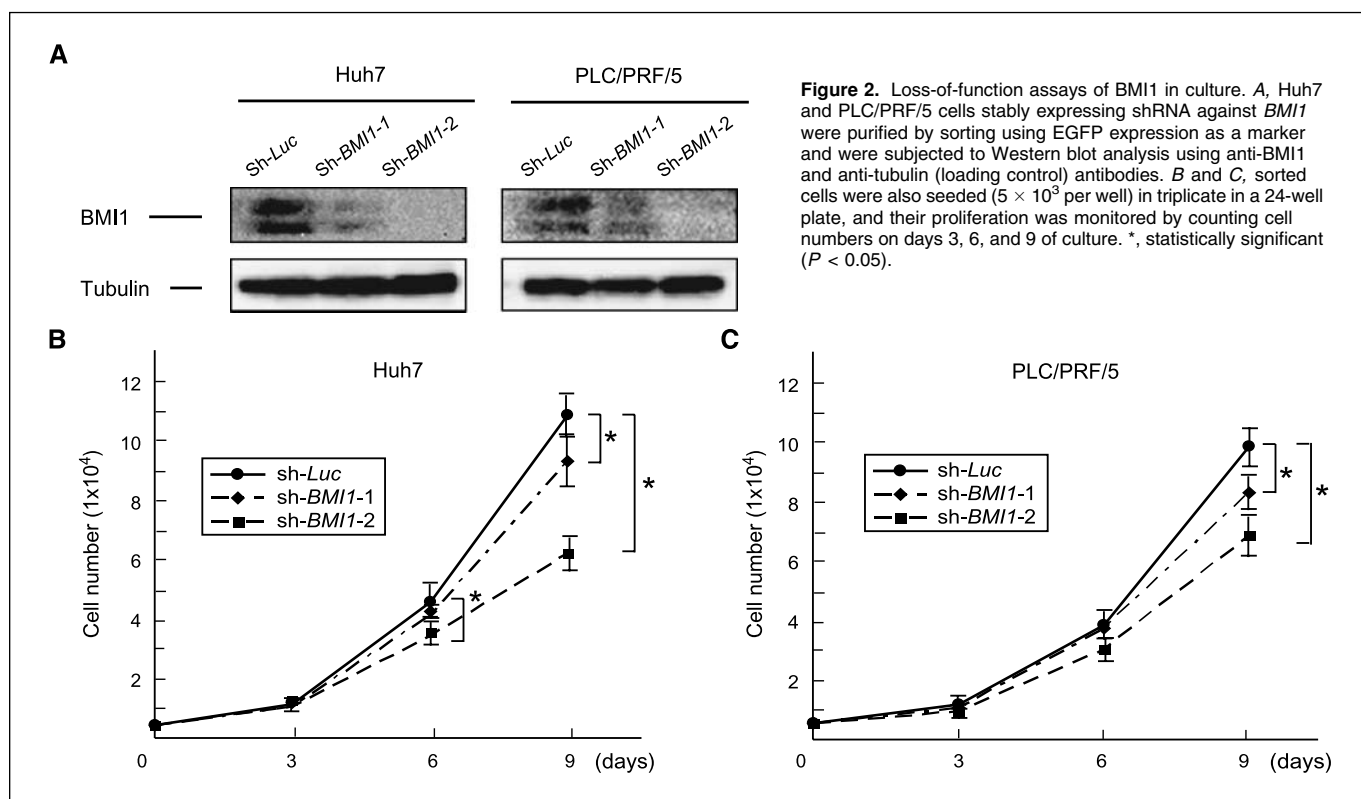 A
Huh7
PLC/PRF/5
Sh-Luc
Sh-BMI1-1
Sh-BMI1-2
Sh-Luc
Sh-BMI1-1
Sh-BMI1-2
BMI1
Tubulin
Figure 2. Loss-of-function assays of BMI1 in culture. A, Huh7
and PLC/PRF/5 cells stably expressing shRNA against BMI1
were purified by sorting using EGFP expression as a marker
and were subjected to Western blot analysis using anti-BMI1
and anti-tubulin (loading control) antibodies. B and C, sorted
cells were also seeded (5 × 10³ per well) in triplicate in a 24-well
plate, and their proliferation was monitored by counting cell
numbers on days 3, 6, and 9 of culture. *, statistically significant
(P < 0.05).
B
Huh7
Cell number (1x10⁴)
12
10
8
6
4
2
0
3
6
9
(days)
sh-Luc
sh-BMI1-1
sh-BMI1-2
*
*
*
C
PLC/PRF/5
Cell number (1x10⁴)
12
10
8
6
4
2
0
3
6
9
(days)
sh-Luc
sh-BMI1-1
sh-BMI1-2
*
*